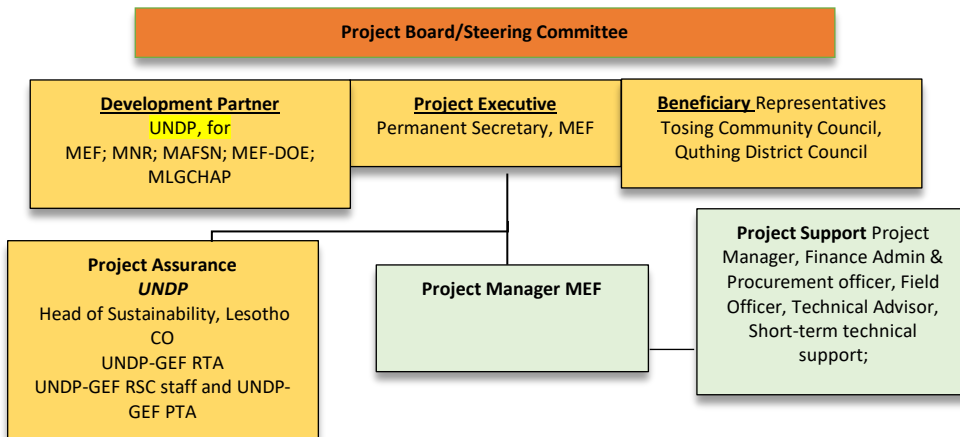 Project Board/Steering Committee
Development Partner
UNDP, for
MEF; MNR; MAFSN; MEF-DOE;
MLGCHAP
Project Executive
Permanent Secretary, MEF
Beneficiary Representatives
Tosing Community Council,
Quthing District Council
Project Assurance
UNDP
Head of Sustainability, Lesotho
CO
UNDP-GEF RTA
UNDP-GEF RSC staff and UNDP-
GEF PTA
Project Manager MEF
Project Support Project
Manager, Finance Admin &
Procurement officer, Field
Officer, Technical Advisor,
Short-term technical
support;